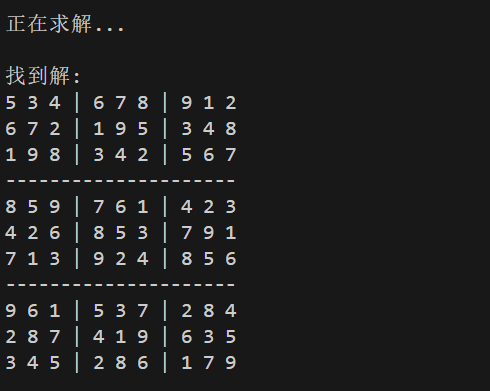 正在求解...
找到解:
5 3 4 | 6 7 8 | 9 1 2
6 7 2 | 1 9 5 | 3 4 8
1 9 8 | 3 4 2 | 5 6 7
---------------------
8 5 9 | 7 6 1 | 4 2 3
4 2 6 | 8 5 3 | 7 9 1
7 1 3 | 9 2 4 | 8 5 6
---------------------
9 6 1 | 5 3 7 | 2 8 4
2 8 7 | 4 1 9 | 6 3 5
3 4 5 | 2 8 6 | 1 7 9